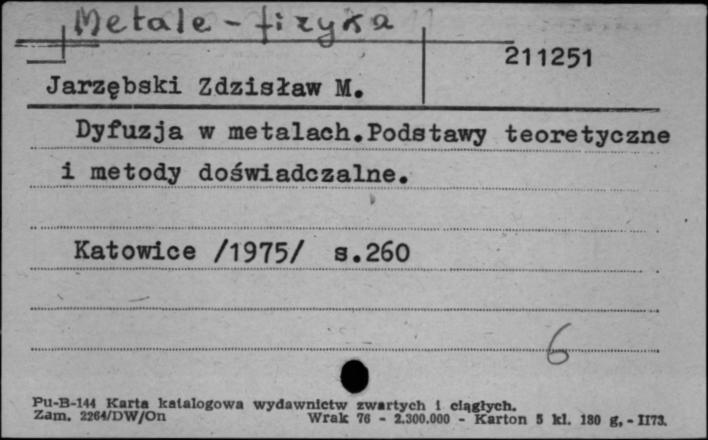 Metale - fizyka
211251
Jarzębski Zdzisław M.
Dyfuzja w metalach.Podstawy teoretyczne
i metody doświadczalne.
Katowice /1975/ s.260
6
Pu-B-144 Karta katalogowa wydawnictw zwartych i ciągłych.
Zam. 2264/DW/On Wrak 76 - 2.300.000 - Karton 5 kl. 180 g. - II73.